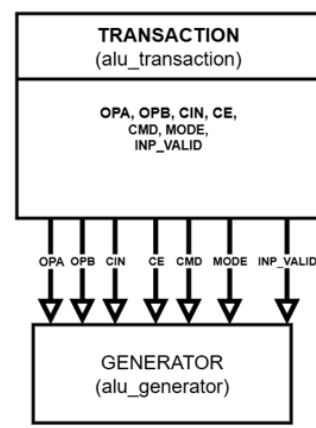 TRANSACTION
(alu_transaction)
OPA, OPB, CIN, CE,
CMD, MODE,
INP_VALID
OPA OPB CIN CE CMD MODE INP_VALID
GENERATOR
(alu_generator)